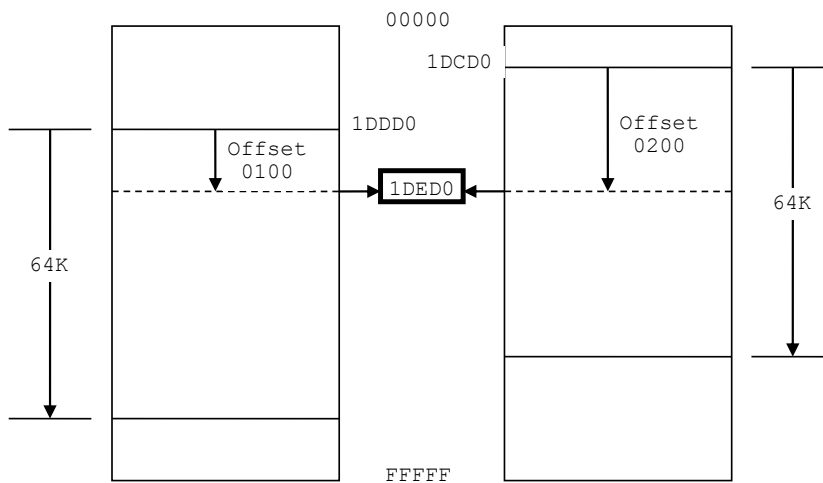 00000
1DCD0
1DDD0
Offset
0100
Offset
0200
1DED0
64K
64K
FFFFF